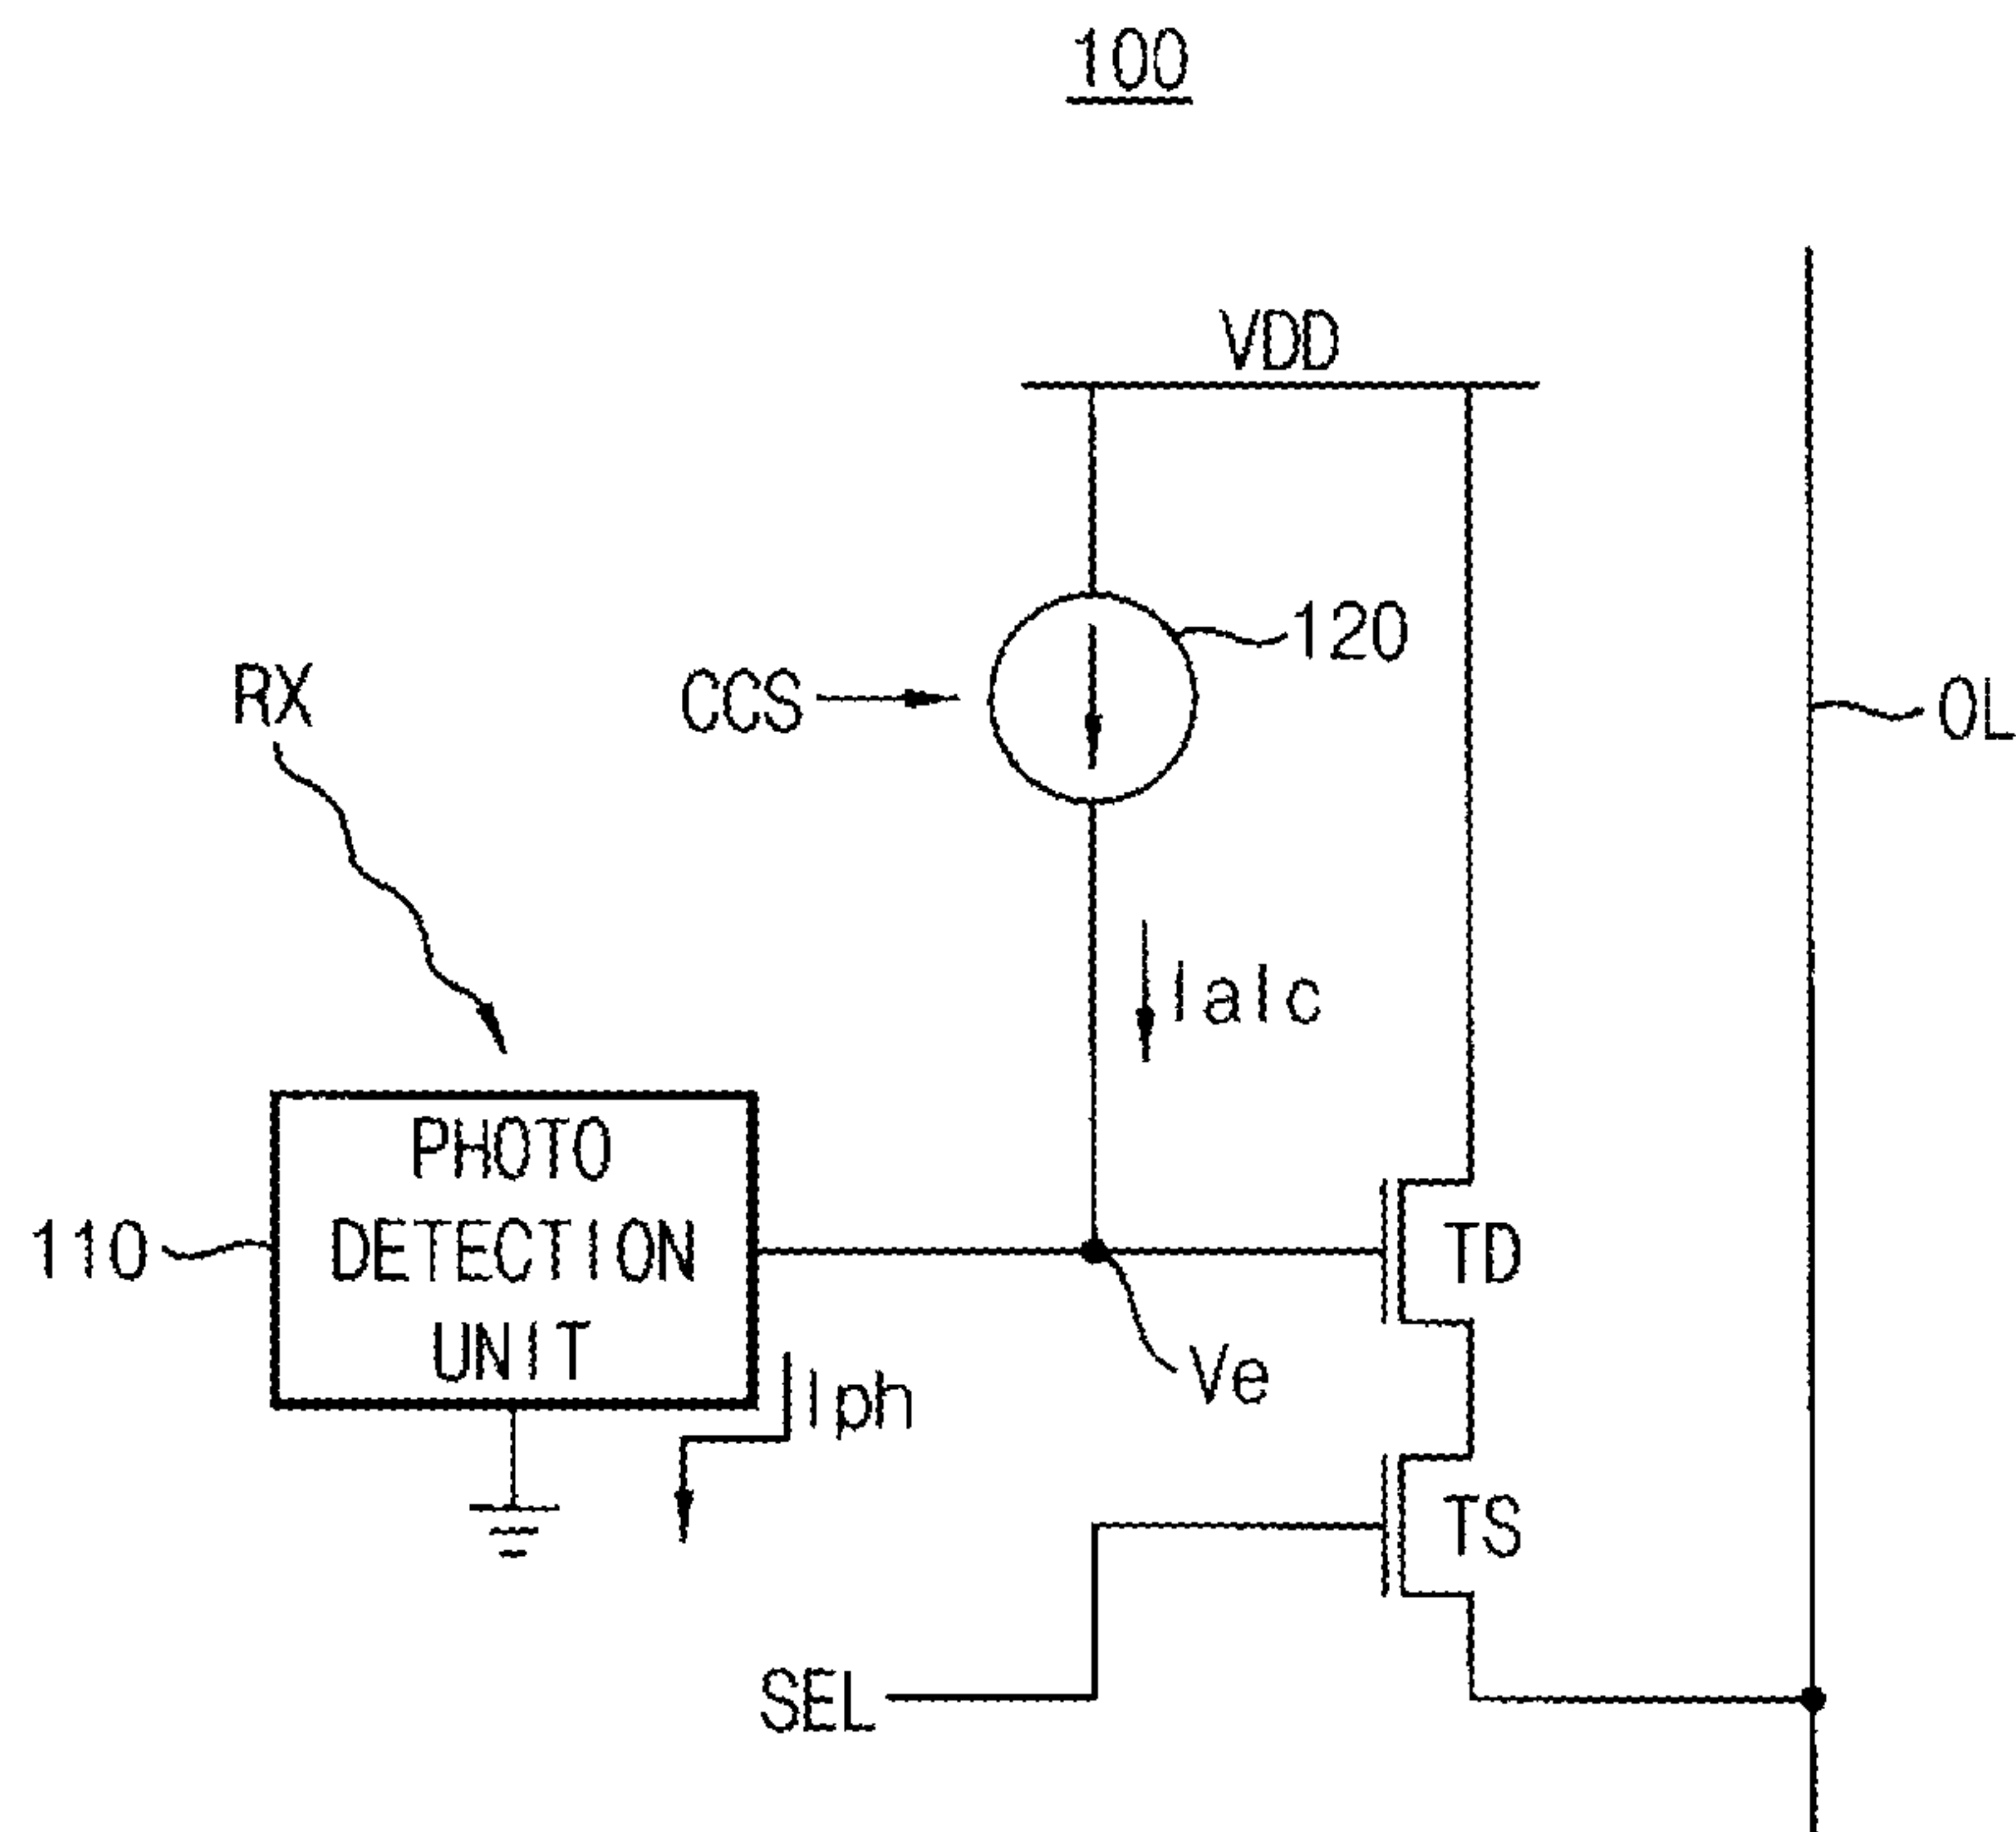 100
VDD
120
RX
CCS
OL
Ialc
PHOTO
DETECTION
UNIT
110
TD
Ve
Iph
TS
SEL